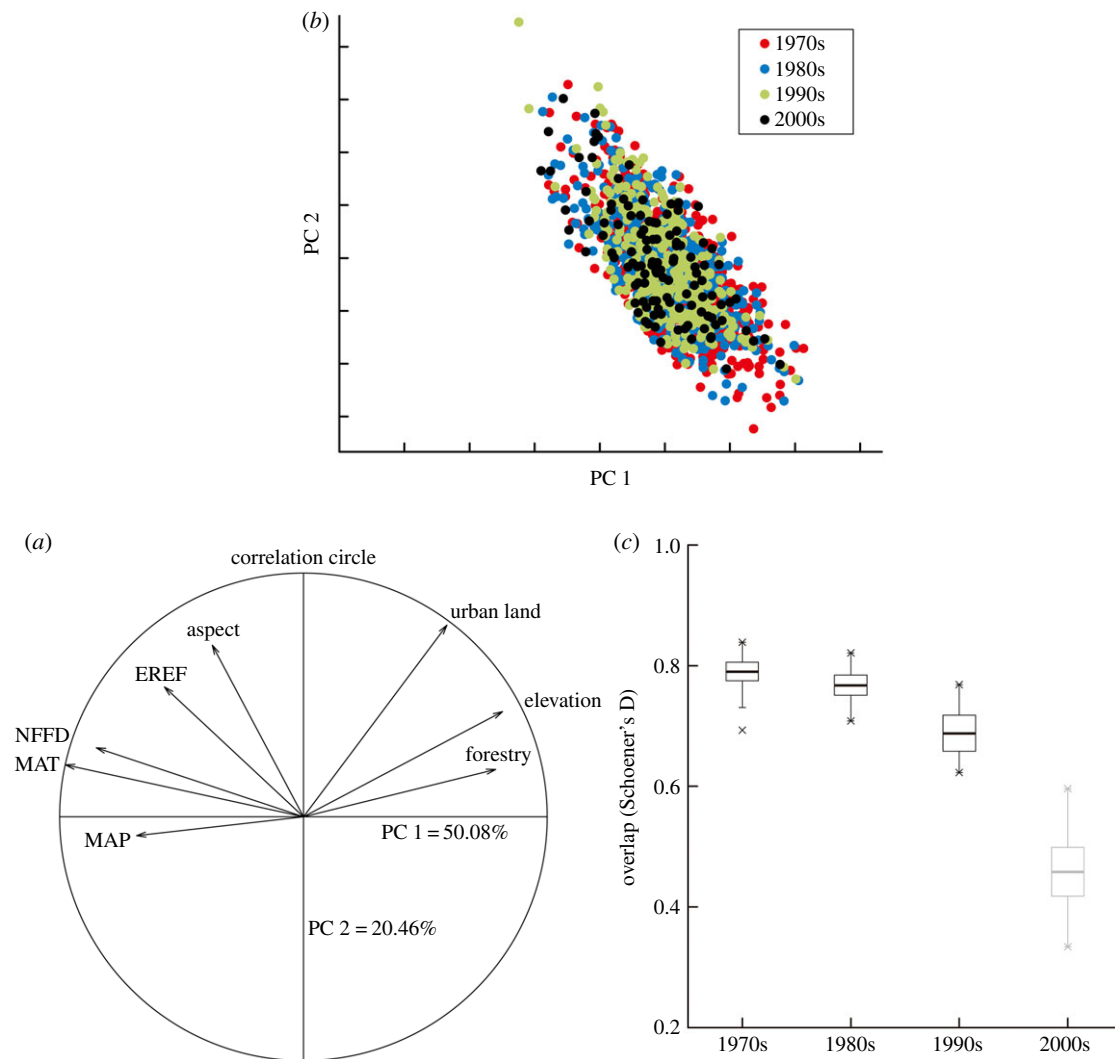 (b)
1970s
1980s
1990s
2000s
PC 2
PC 1
(a)
correlation circle
urban land
aspect
EREF
elevation
NFFD
forestry
MAT
MAP
PC 1 = 50.08%
PC 2 = 20.46%
(c)
1.0
0.8
0.6
0.4
0.2
overlap (Schoener's D)
1970s 1980s 1990s 2000s